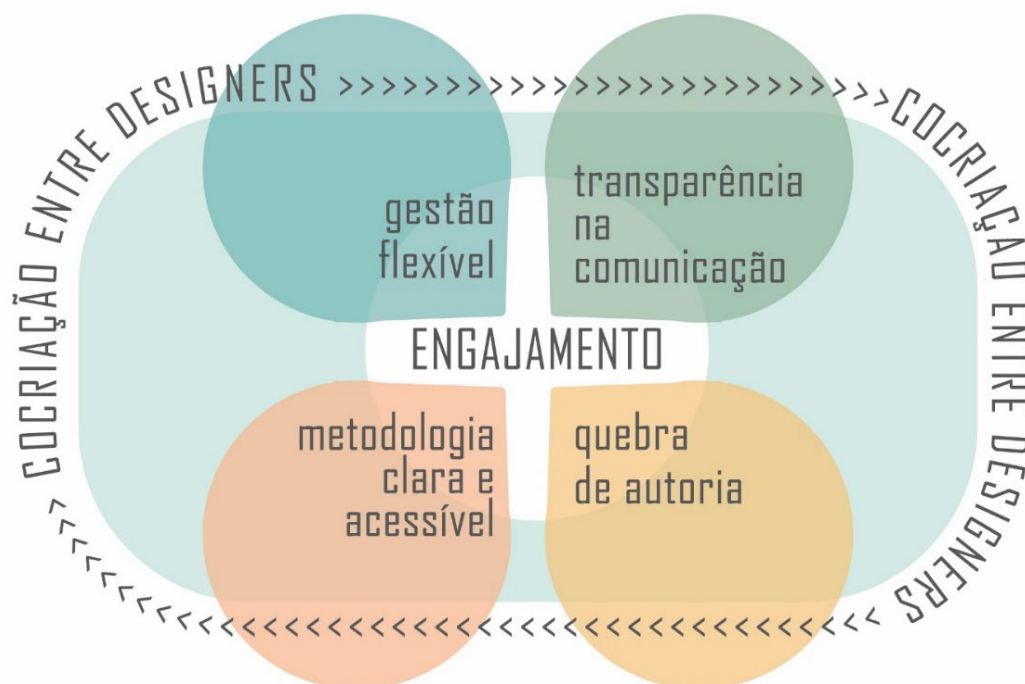 COCRIAÇÃO ENTRE DESIGNERS >>>>>>>>>>>>>>>>>>>>>>>>
COCRIAÇÃO ENTRE DESIGNERS
gestão
flexível
transparência
na
comunicação
ENGAJAMENTO
metodologia
clara e
acessível
quebra
de autoria